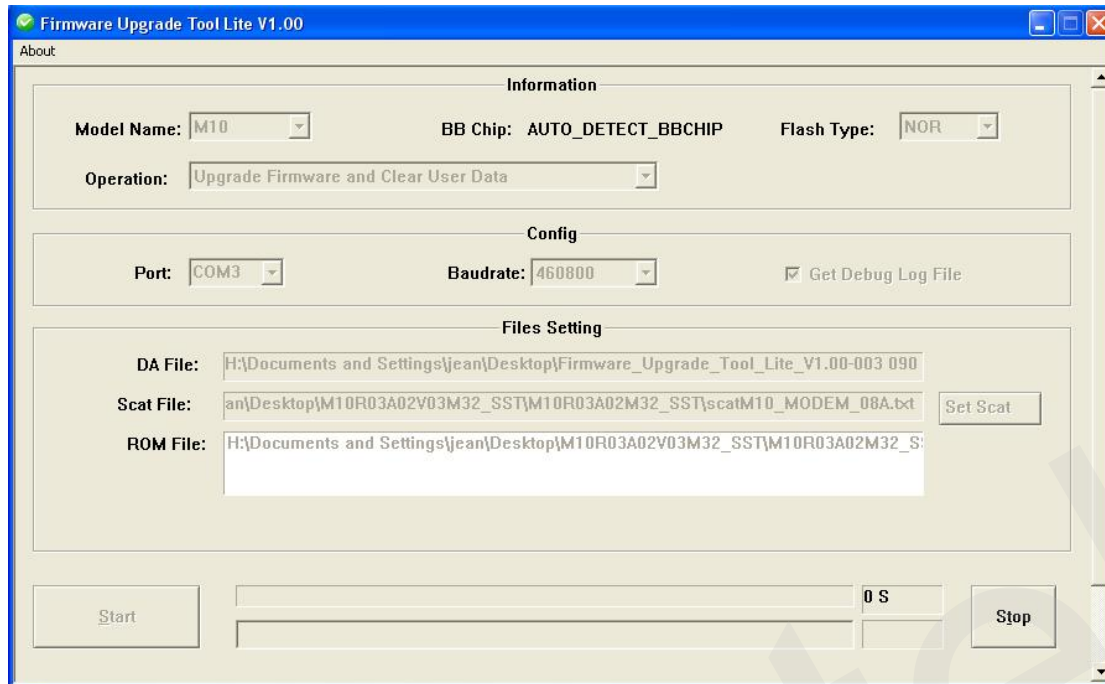 Firmware Upgrade Tool Lite V1.00
About
Information
Model Name: M10 BB Chip: AUTO_DETECT_BBCHIP Flash Type: NOR
Operation: Upgrade Firmware and Clear User Data
Config
Port: COM3 Baudrate: 460800 Get Debug Log File
Files Setting
DA File: H:\Documents and Settings\jean\Desktop\Firmware_Upgrade_Tool_Lite_V1.00-003 090
Scat File: an\Desktop\M10R03A02V03M32_SST\M10R03A02M32_SST\scatM10_MODEM_08A.txt Set Scat
ROM File: H:\Documents and Settings\jean\Desktop\M10R03A02V03M32_SST\M10R03A02M32_S
Start 0 S Stop